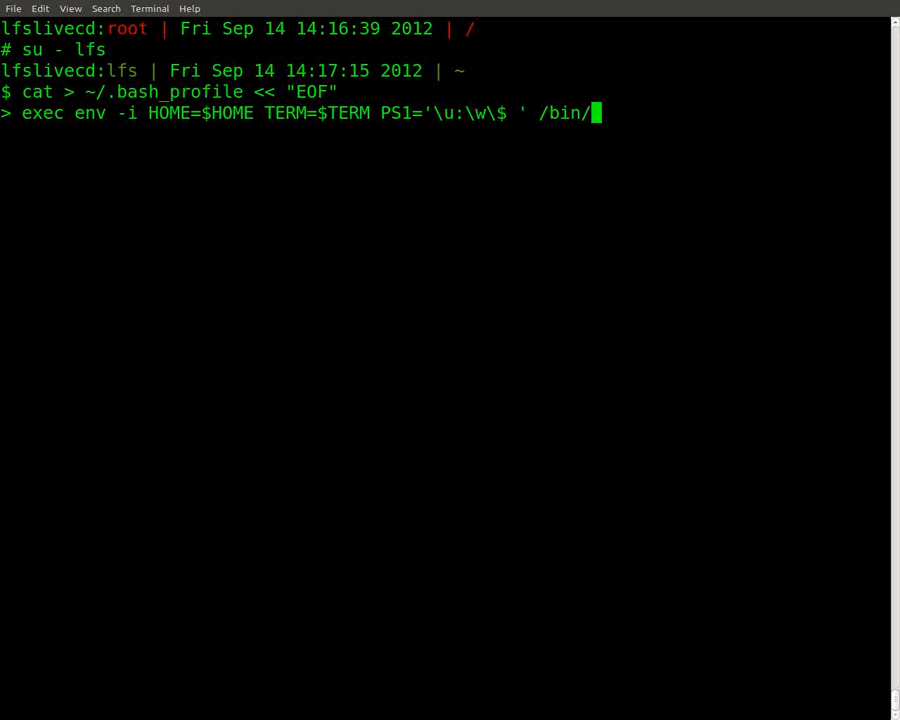 File Edit View Search Terminal Help
lfslivecd:root | Fri Sep 14 14:16:39 2012 | /
# su - lfs
lfslivecd:lfs | Fri Sep 14 14:17:15 2012 | ~
$ cat > ~/.bash_profile << "EOF"
> exec env -i HOME=$HOME TERM=$TERM PS1='\u:\w\$ ' /bin/